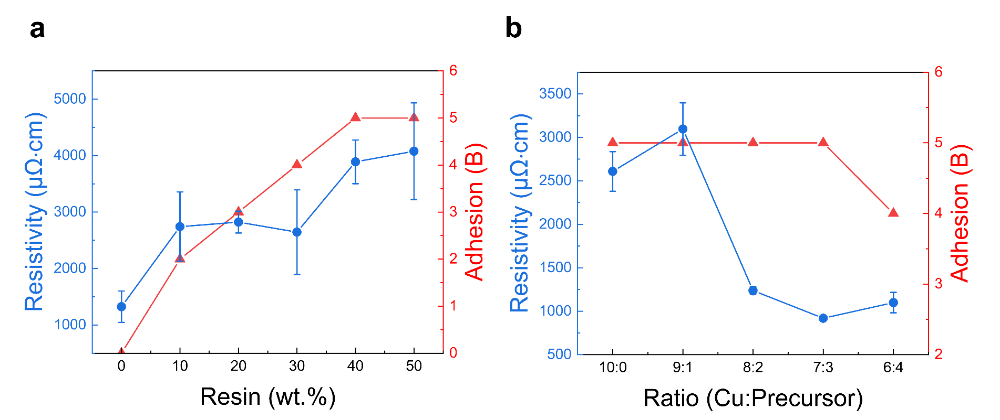 a
5000
4000
3000
2000
1000
Resistivity (μΩ·cm)
6
5
4
3
2
1
0
Adhesion (B)
0 10 20 30 40 50
Resin (wt.%)
b
3500
3000
2500
2000
1500
1000
500
Resistivity (μΩ·cm)
6
5
4
3
2
Adhesion (B)
10:0 9:1 8:2 7:3 6:4
Ratio (Cu:Precursor)